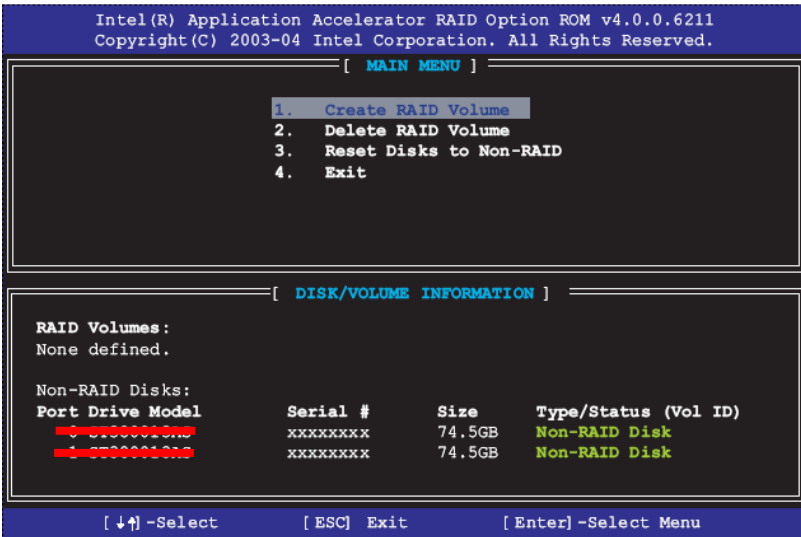 Intel(R) Application Accelerator RAID Option ROM v4.0.0.6211
Copyright(C) 2003-04 Intel Corporation. All Rights Reserved.
[ MAIN MENU ]
1. Create RAID Volume
2. Delete RAID Volume
3. Reset Disks to Non-RAID
4. Exit
[ DISK/VOLUME INFORMATION ]
RAID Volumes:
None defined.
Non-RAID Disks:
Port Drive Model Serial # Size Type/Status (Vol ID)
xxxxxxxx 74.5GB Non-RAID Disk
xxxxxxxx 74.5GB Non-RAID Disk
[↓↑]-Select [ESC] Exit [Enter]-Select Menu